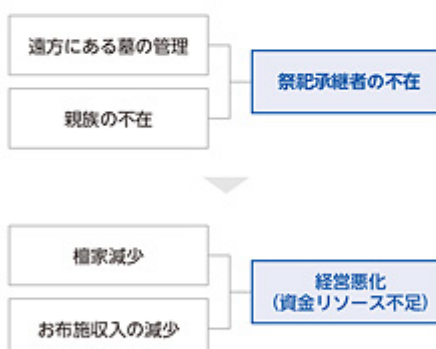 遠方にある墓の管理
祭祀承継者の不在
親族の不在
檀家減少
経営悪化
(資金リソース不足)
お布施収入の減少